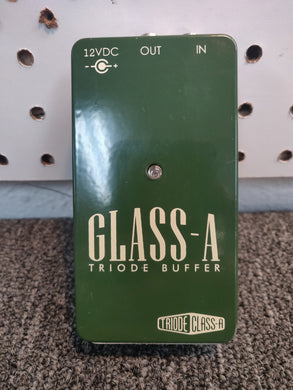 12VDC OUT IN
- +
GLASS-A
TRIODE BUFFER
TRIODE CLASS-A